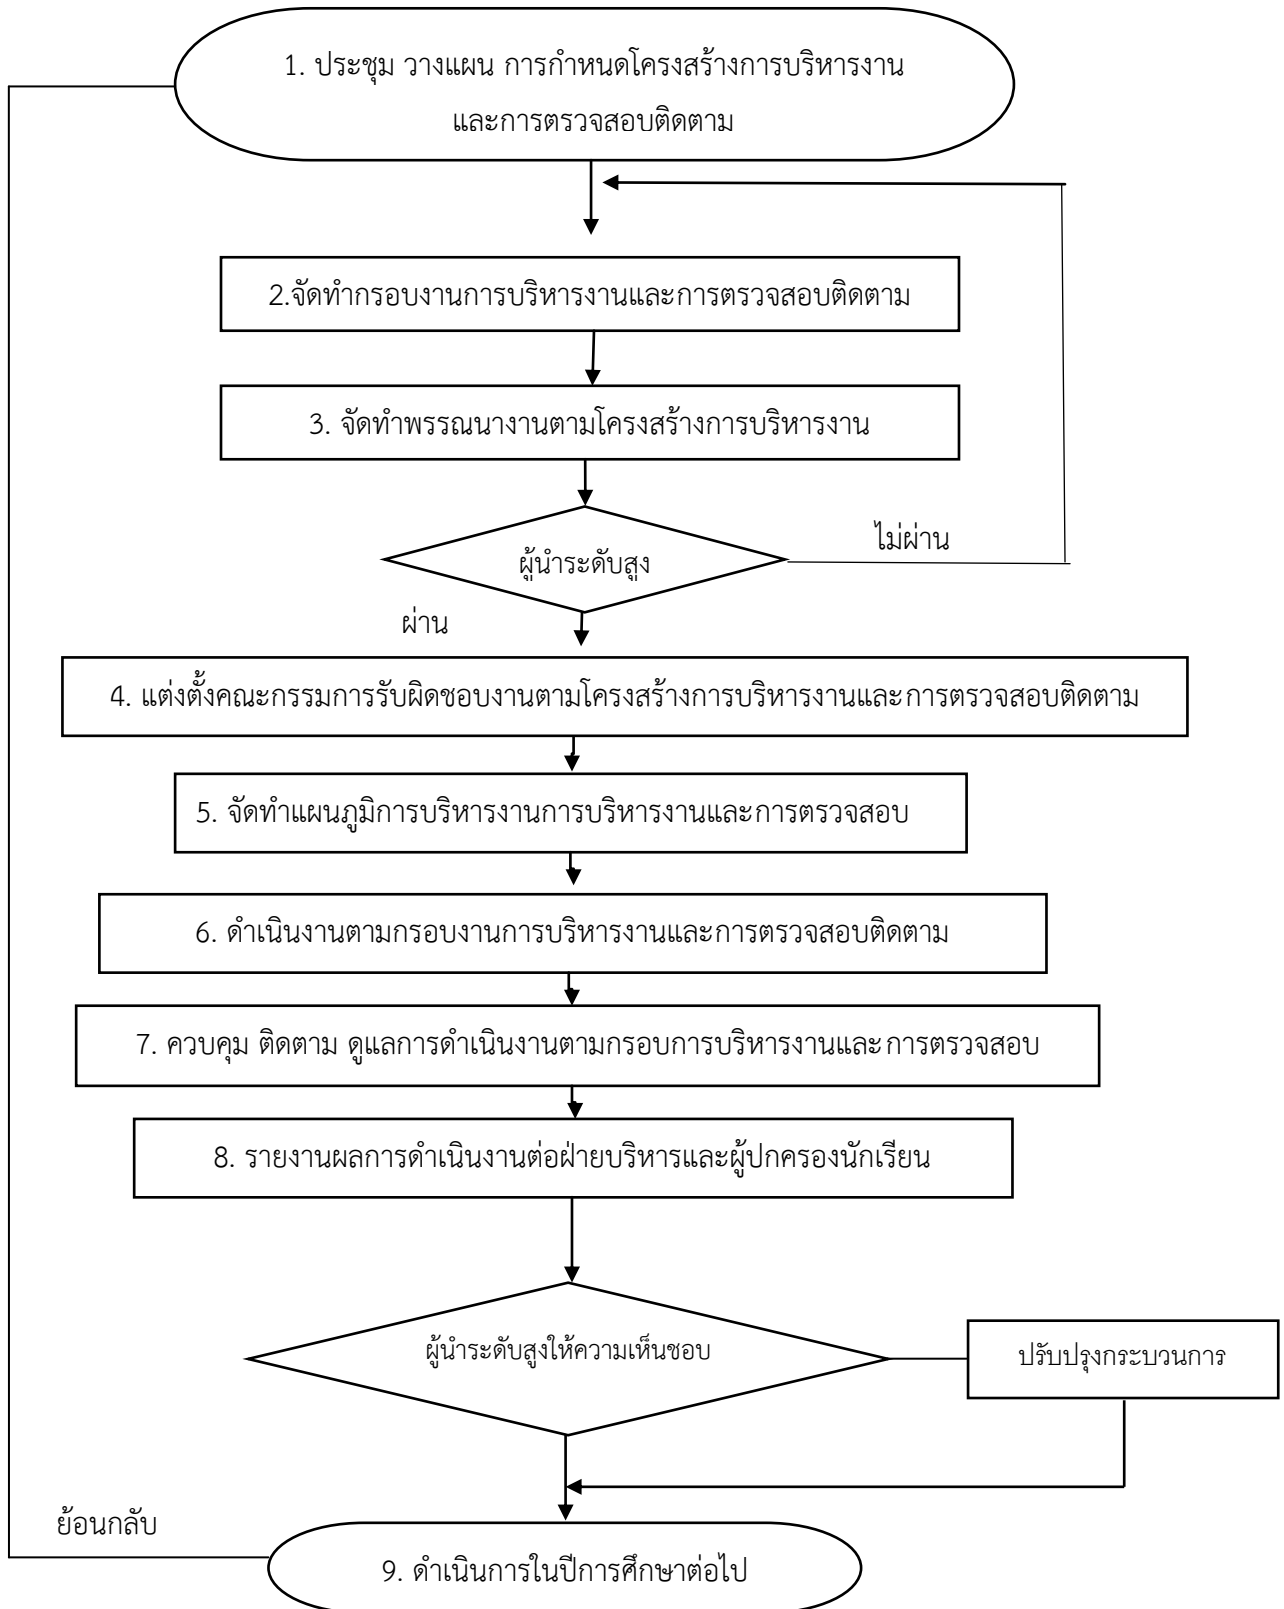 1. ประชุม วางแผน การกำหนดโครงสร้างการบริหารงาน
และการตรวจสอบติดตาม
2.จัดทำกรอบงานการบริหารงานและการตรวจสอบติดตาม
3. จัดทำพรรณนางานตามโครงสร้างการบริหารงาน
ไม่ผ่าน
ผู้นำระดับสูง
ผ่าน
4. แต่งตั้งคณะกรรมการรับผิดชอบงานตามโครงสร้างการบริหารงานและการตรวจสอบติดตาม
5. จัดทำแผนภูมิการบริหารงานการบริหารงานและการตรวจสอบ
6. ดำเนินงานตามกรอบงานการบริหารงานและการตรวจสอบติดตาม
7. ควบคุม ติดตาม ดูแลการดำเนินงานตามกรอบการบริหารงานและการตรวจสอบ
8. รายงานผลการดำเนินงานต่อฝ่ายบริหารและผู้ปกครองนักเรียน
ผู้นำระดับสูงให้ความเห็นชอบ
ปรับปรุงกระบวนการ
ย้อนกลับ
9. ดำเนินการในปีการศึกษาต่อไป